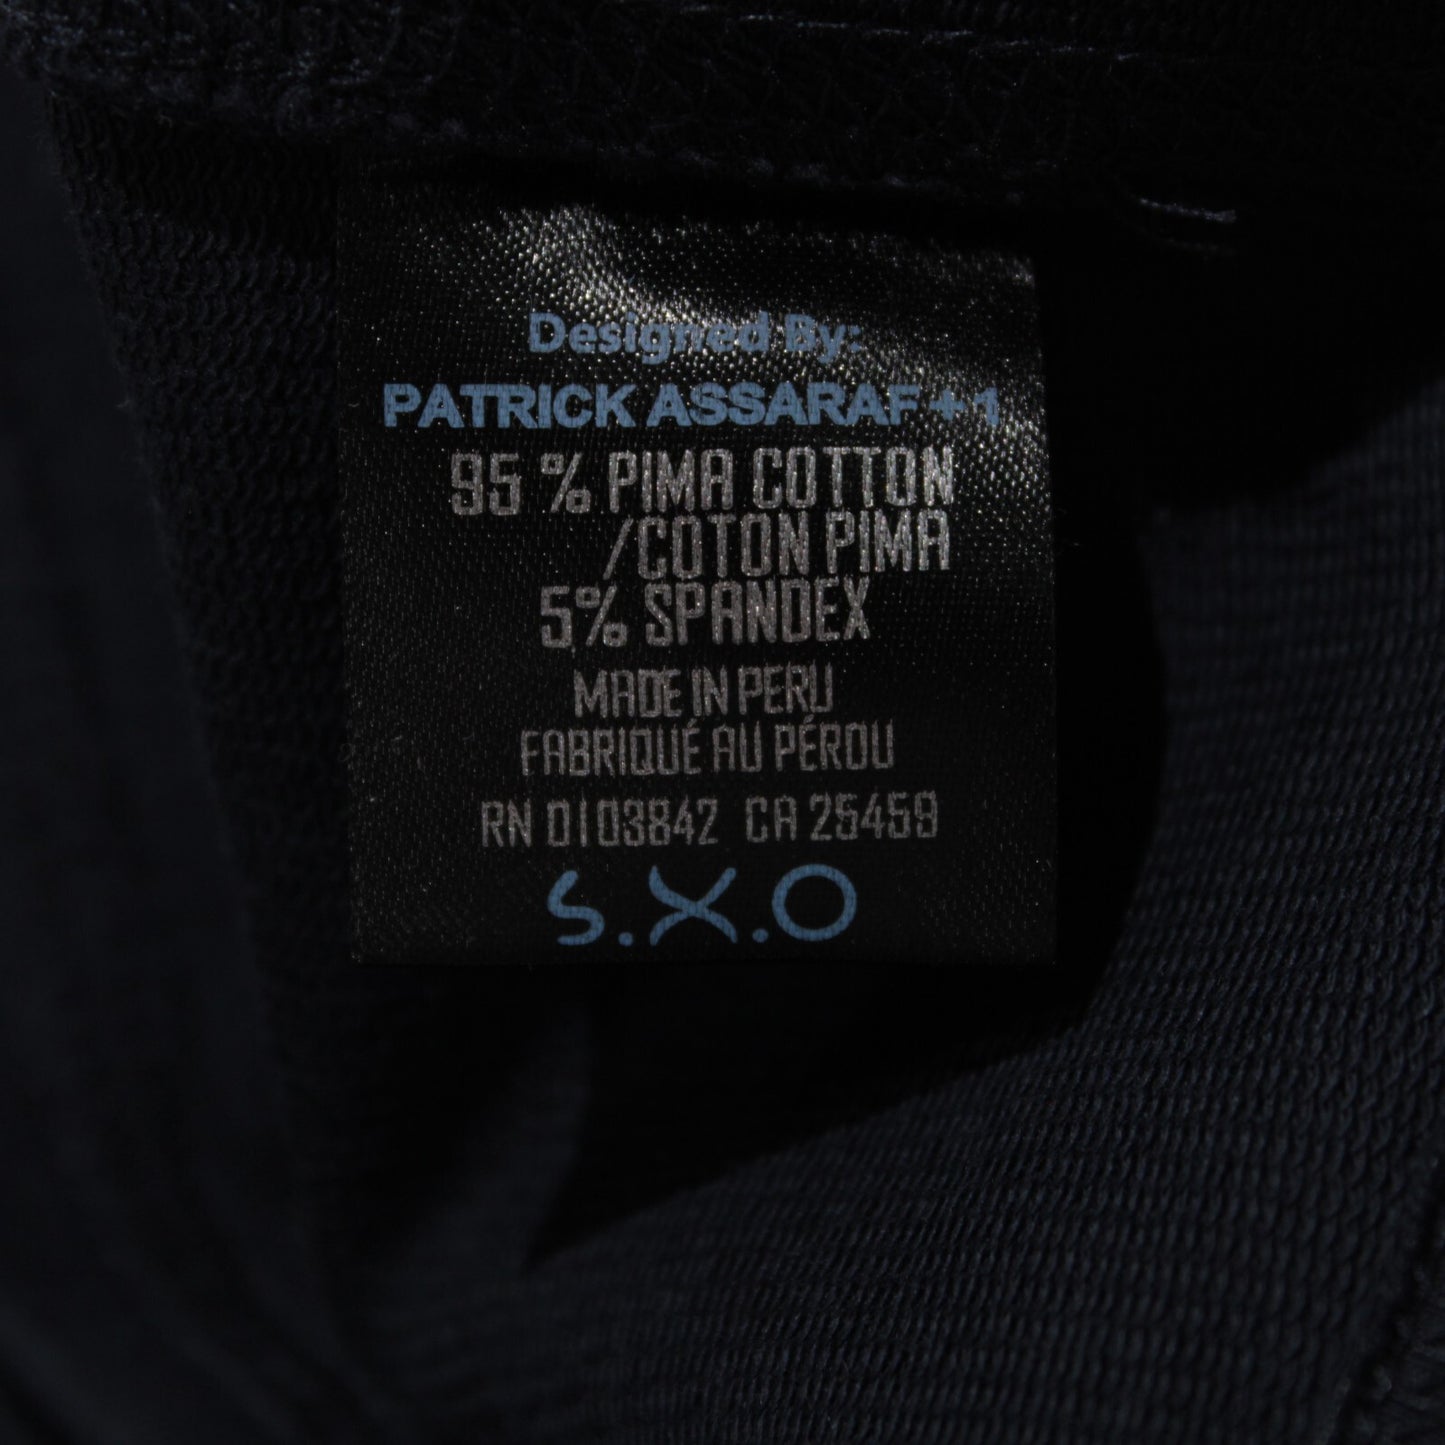 Designed By:
PATRICK ASSARAF+1
95 % PIMA COTTON
/COTON PIMA
5% SPANDEX
MADE IN PERU
FABRIQUÉ AU PÉROU
RN 0103842 CA 25459
S.X.O